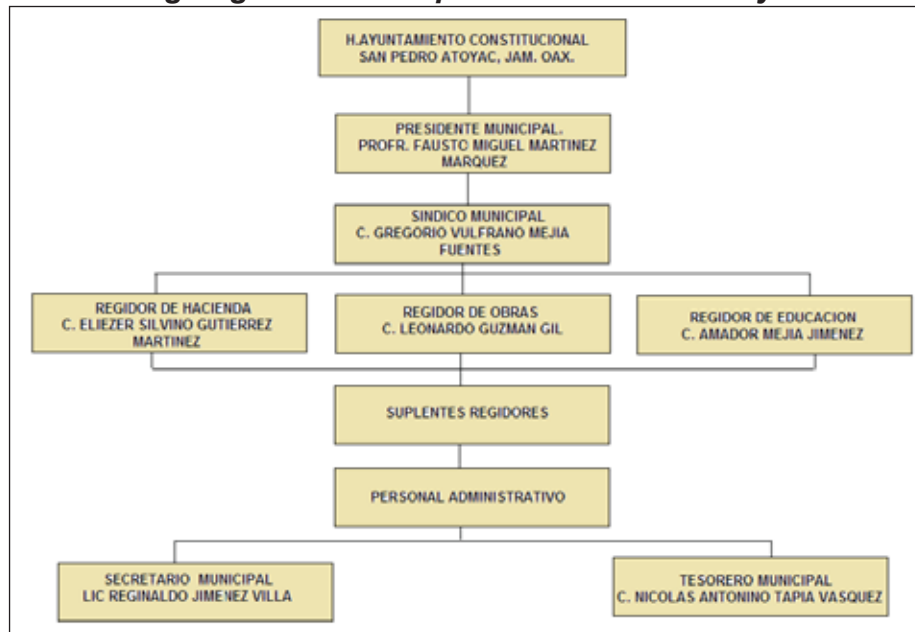 H.AYUNTAMIENTO CONSTITUCIONAL
SAN PEDRO ATOYAC, JAM. OAX.
PRESIDENTE MUNICIPAL.
PROFR. FAUSTO MIGUEL MARTINEZ
MARQUEZ
SINDICO MUNICIPAL
C. GREGORIO VULFRANO MEJIA
FUENTES
REGIDOR DE HACIENDA
C. ELIEZER SILVINO GUTIERREZ
MARTINEZ
REGIDOR DE OBRAS
C. LEONARDO GUZMAN GIL
REGIDOR DE EDUCACION
C. AMADOR MEJIA JIMENEZ
SUPLENTES REGIDORES
PERSONAL ADMINISTRATIVO
SECRETARIO MUNICIPAL
LIC REGINALDO JIMENEZ VILLA
TESORERO MUNICIPAL
C. NICOLAS ANTONINO TAPIA VASQUEZ